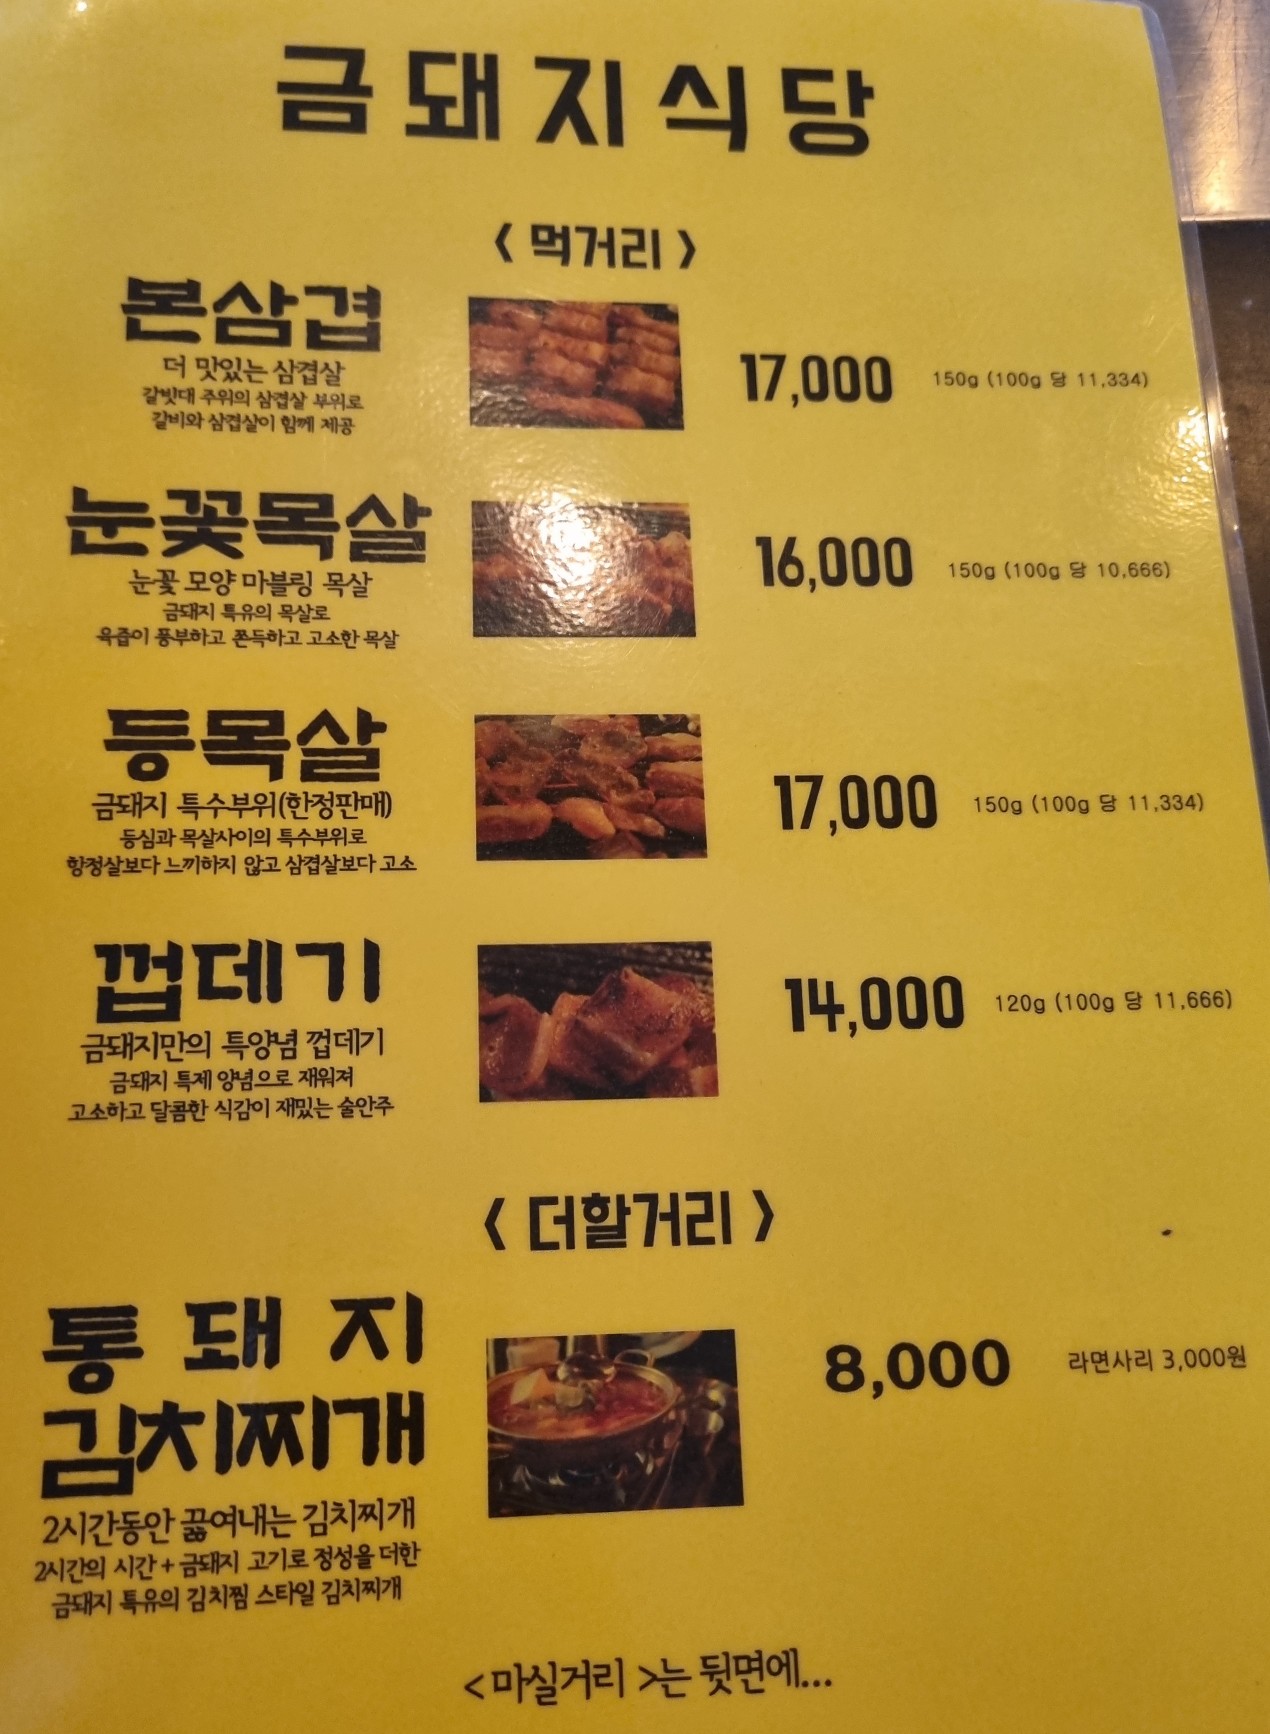 금돼지식당
< 먹거리 >
본삼겹
더 맛있는 삼겹살
갈빗대 주위의 삼겹살 부위로
갈비와 삼겹살이 함께 제공
17,000
150g (100g 당 11,334)
눈꽃목살
눈꽃 모양 마블링 목살
금돼지 특유의 목살로
육즙이 풍부하고 쫀득하고 고소한 목살
16,000
150g (100g 당 10,666)
등목살
금돼지 특수부위(한정판매)
등심과 목살사이의 특수부위로
항정살보다 느끼하지 않고 삼겹살보다 고소
17,000
150g (100g 당 11,334)
껍데기
금돼지만의 특양념 껍데기
금돼지 특제 양념으로 재워져
고소하고 달콤한 식감이 재밌는 술안주
14,000
120g (100g 당 11,666)
< 더할거리 >
통 돼 지
김치찌개
2시간동안 끓여내는 김치찌개
2시간의 시간 + 금돼지 고기로 정성을 더한
금돼지 특유의 김치찜 스타일 김치찌개
8,000
라면사리 3,000원
<마실거리 >는 뒷면에...